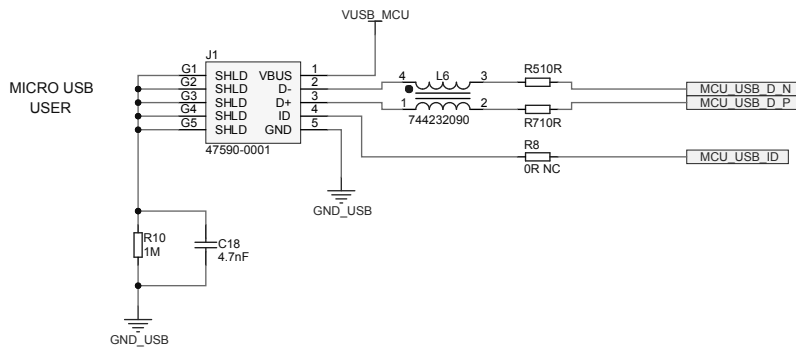 VUSB_MCU
J1
MICRO USB
USER
G1 SHLD VBUS 1
G2 SHLD D- 2
G3 SHLD D+ 3
G4 SHLD ID 4
G5 SHLD GND 5
47590-0001
4 L6 3
1 2
744232090
R510R
R710R
MCU_USB_D_N
MCU_USB_D_P
R8
0R NC
MCU_USB_ID
GND_USB
R10
1M
C18
4.7nF
GND_USB